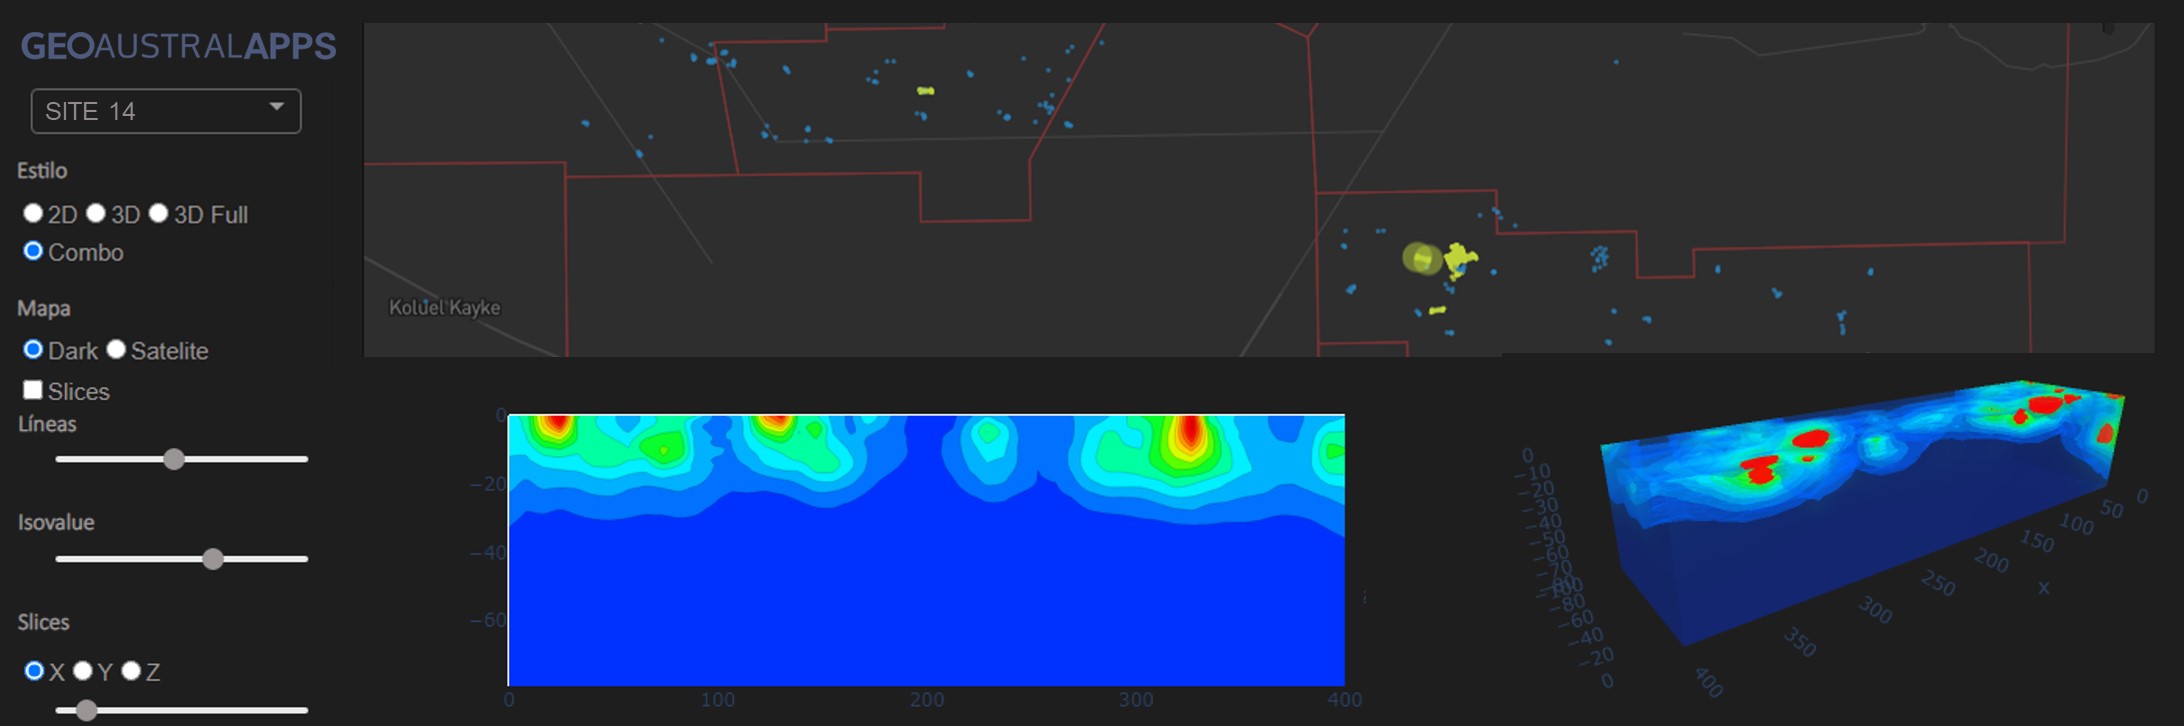 GEOAUSTRALAPPS
SITE 14
Estilo
2D 3D 3D Full
Combo
Mapa
Dark Satelite
Slices
Líneas
Isovalue
Slices
X Y Z
Koluel Kayke
0
−20
−40
−60
0 100 200 300 400
0
−10
−20
−30
−40
−50
−60
−70
−80
−60
−40
−20
0
400
350
300
250
200
150
100
50
0
x